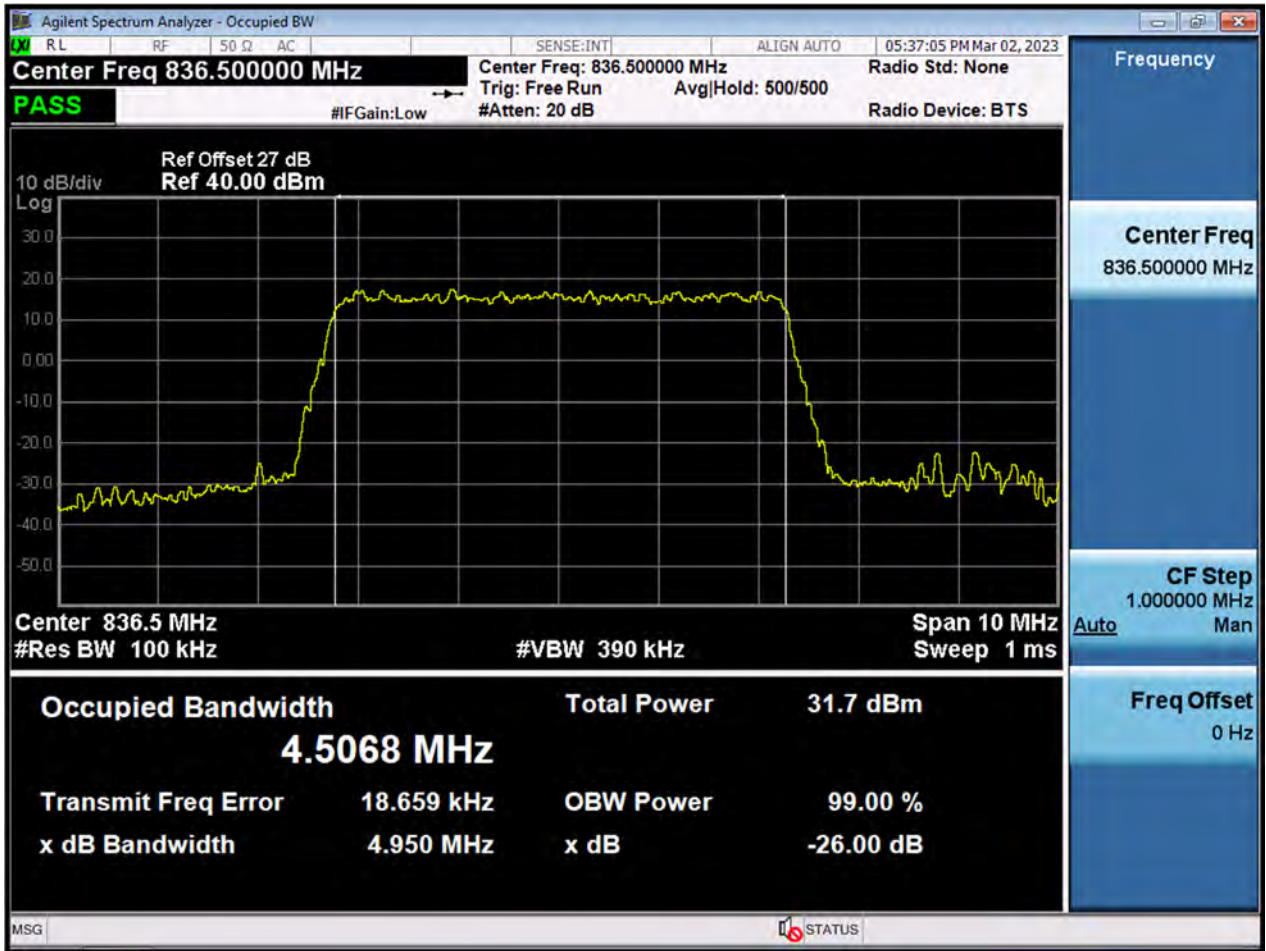 Agilent Spectrum Analyzer - Occupied BW
LXI RL RF 50 Ω AC SENSE:INT ALIGN AUTO 05:37:05 PM Mar 02, 2023
Center Freq 836.500000 MHz
Center Freq: 836.500000 MHz Radio Std: None
Trig: Free Run Avg|Hold: 500/500
PASS
#IFGain:Low #Atten: 20 dB Radio Device: BTS
Ref Offset 27 dB
10 dB/div Ref 40.00 dBm
Log
30.0
20.0
10.0
0.00
-10.0
-20.0
-30.0
-40.0
-50.0
Center 836.5 MHz Span 10 MHz
#Res BW 100 kHz #VBW 390 kHz Sweep 1 ms
Occupied Bandwidth Total Power 31.7 dBm
4.5068 MHz
Transmit Freq Error 18.659 kHz OBW Power 99.00 %
x dB Bandwidth 4.950 MHz x dB -26.00 dB
Frequency
Center Freq
836.500000 MHz
CF Step
1.000000 MHz
Auto Man
Freq Offset
0 Hz
MSG STATUS